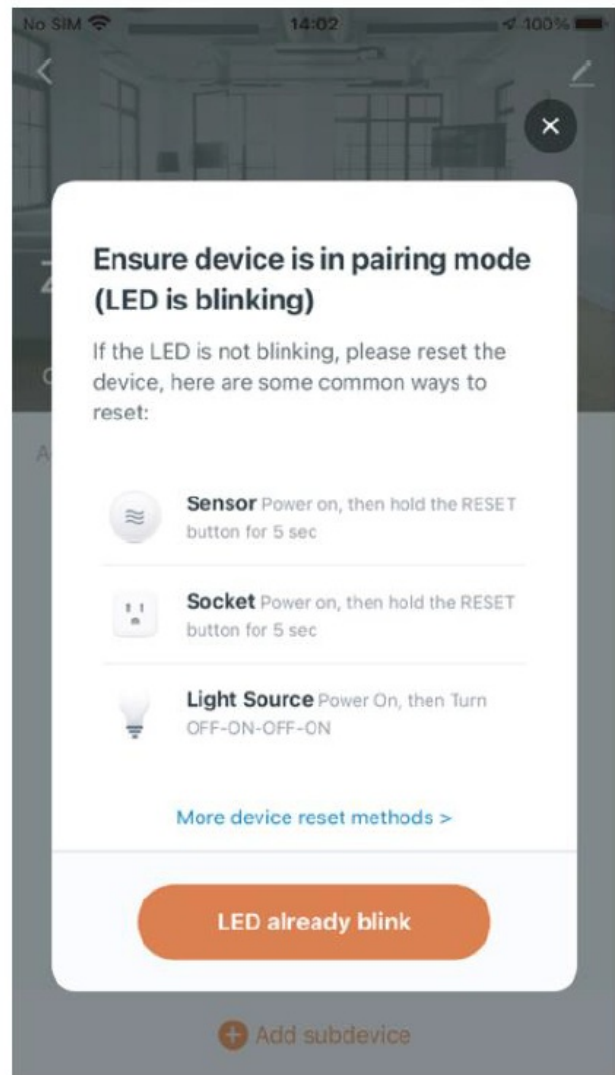 No SIM 14:02 100%
Ensure device is in pairing mode
(LED is blinking)
If the LED is not blinking, please reset the
device, here are some common ways to
reset:
Sensor Power on, then hold the RESET
button for 5 sec
Socket Power on, then hold the RESET
button for 5 sec
Light Source Power On, then Turn
OFF-ON-OFF-ON
More device reset methods >
LED already blink
Add subdevice